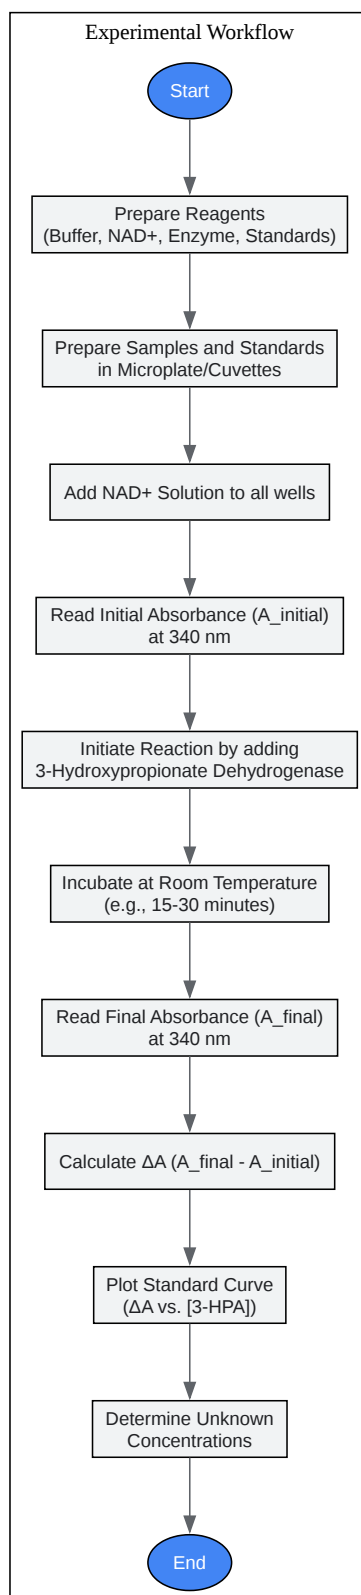 Experimental Workflow
Start
Prepare Reagents
(Buffer, NAD+, Enzyme, Standards)
Prepare Samples and Standards
in Microplate/Cuvettes
Add NAD+ Solution to all wells
Read Initial Absorbance (A_initial)
at 340 nm
Initiate Reaction by adding
3-Hydroxypropionate Dehydrogenase
Incubate at Room Temperature
(e.g., 15-30 minutes)
Read Final Absorbance (A_final)
at 340 nm
Calculate ΔA (A_final - A_initial)
Plot Standard Curve
(ΔA vs. [3-HPA])
Determine Unknown
Concentrations
End